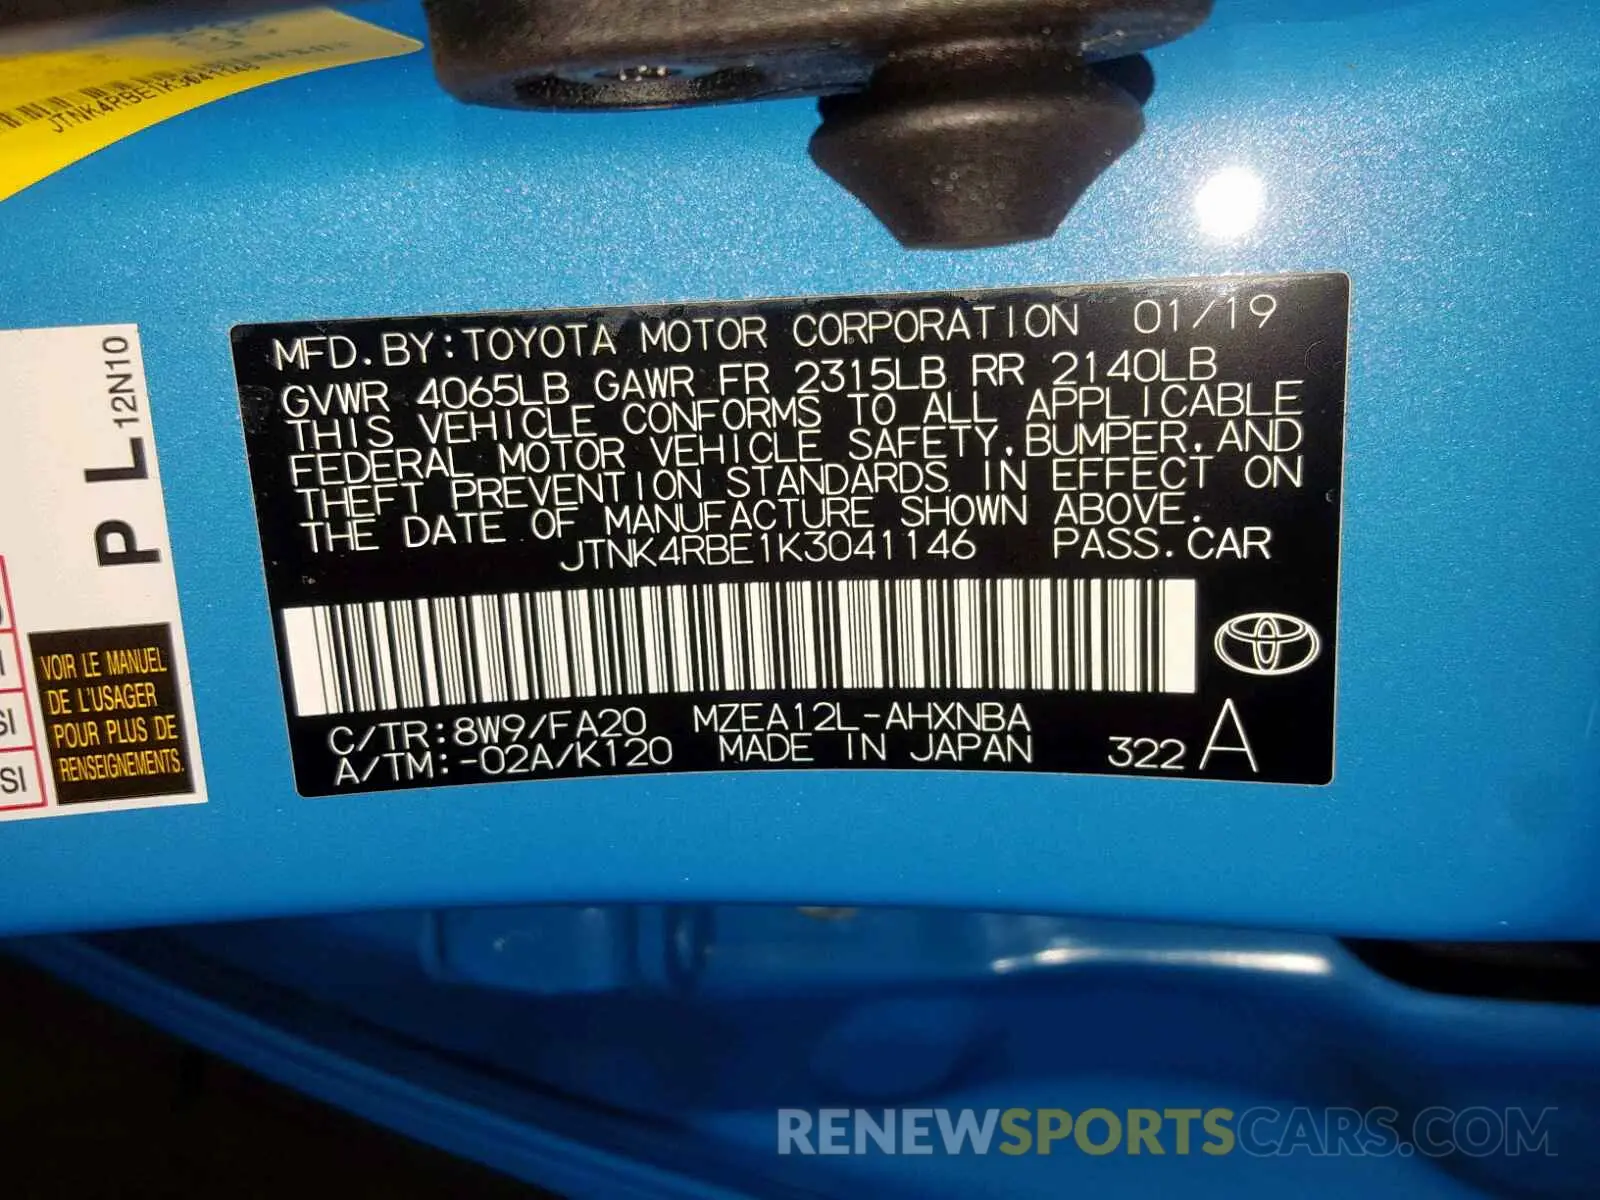 JTNK4RBE1K3041146
MFD.BY:TOYOTA MOTOR CORPORATION 01/19
GVWR 4065LB GAWR FR 2315LB RR 2140LB
THIS VEHICLE CONFORMS TO ALL APPLICABLE
FEDERAL MOTOR VEHICLE SAFETY,BUMPER,AND
THEFT PREVENTION STANDARDS IN EFFECT ON
THE DATE OF MANUFACTURE SHOWN ABOVE.
JTNK4RBE1K3041146 PASS.CAR
C/TR:8W9/FA20 MZEA12L-AHXNBA
A/TM:-02A/K120 MADE IN JAPAN 322 A
P L 12N10
VOIR LE MANUEL
DE L'USAGER
POUR PLUS DE
RENSEIGNEMENTS.
SI
SI
RENEWSPORTSCARS.COM